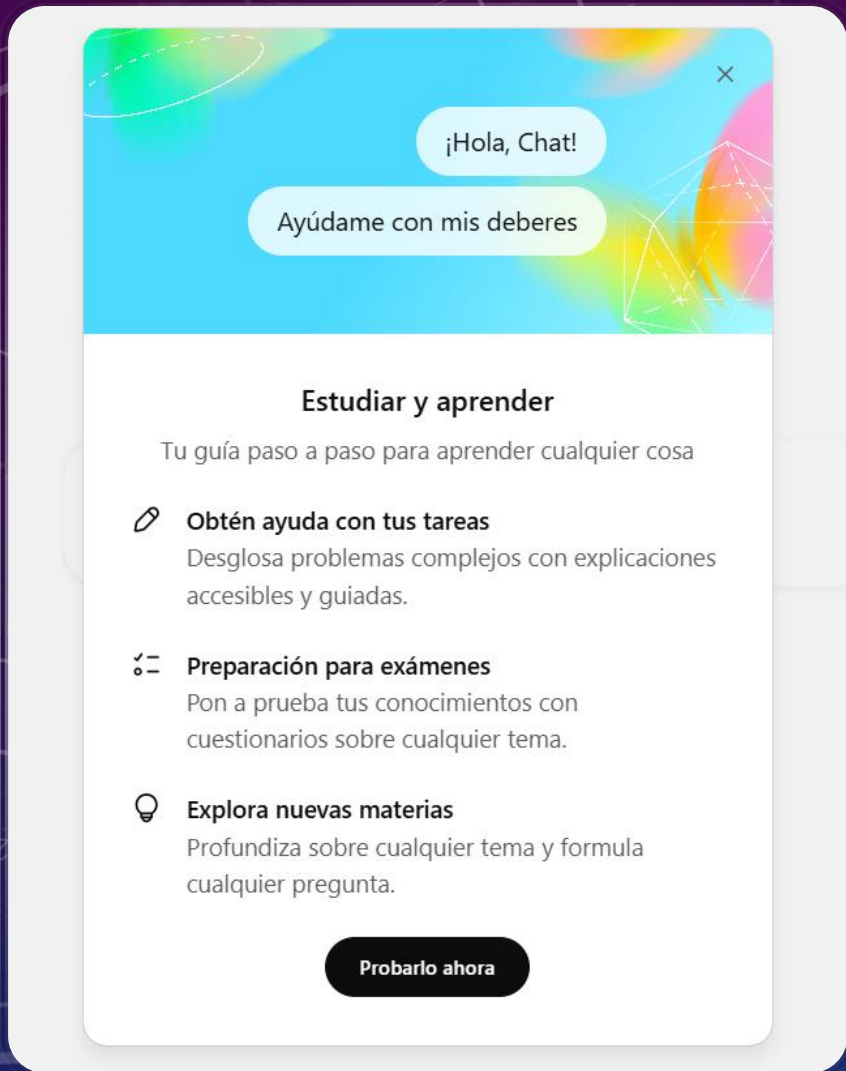 ¡Hola, Chat!
Ayúdame con mis deberes
Estudiar y aprender
Tu guía paso a paso para aprender cualquier cosa
Obtén ayuda con tus tareas
Desglosa problemas complejos con explicaciones
accesibles y guiadas.
Preparación para exámenes
Pon a prueba tus conocimientos con
cuestionarios sobre cualquier tema.
Explora nuevas materias
Profundiza sobre cualquier tema y formula
cualquier pregunta.
Probarlo ahora